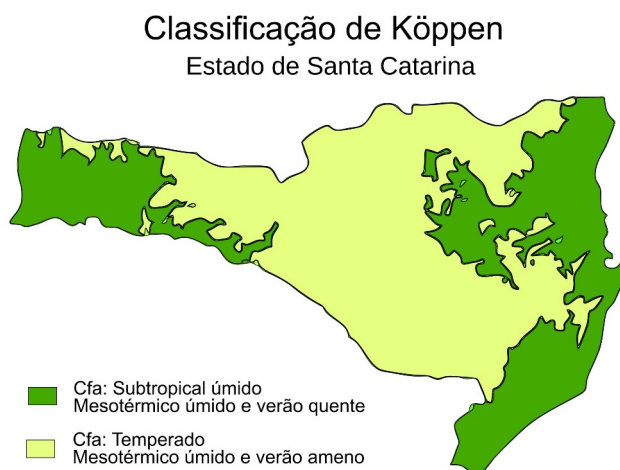 Classificação de Köppen
Estado de Santa Catarina
Cfa: Subtropical úmido
Mesotérmico úmido e verão quente
Cfa: Temperado
Mesotérmico úmido e verão ameno